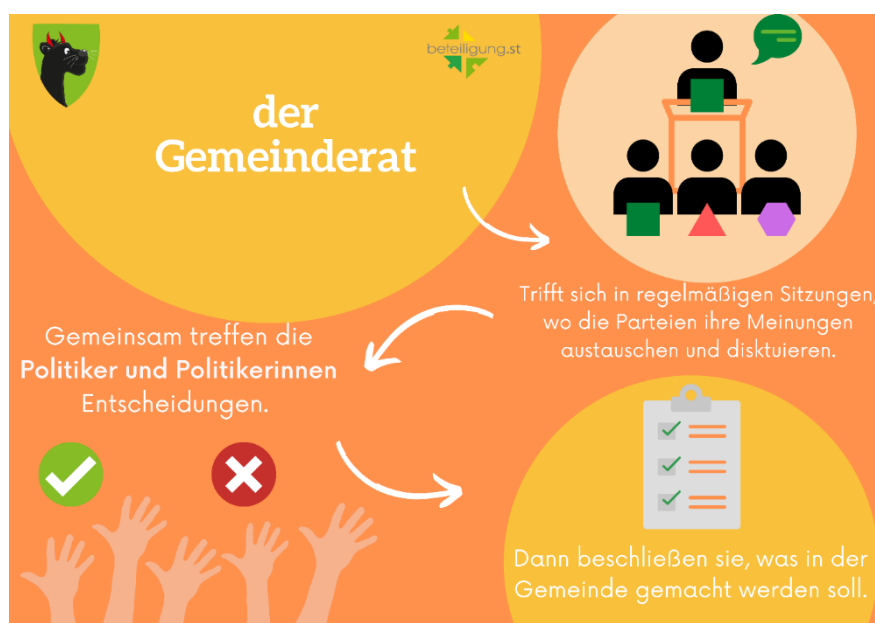 beteiligung.st
der
Gemeinderat
Trifft sich in regelmäßigen Sitzungen,
wo die Parteien ihre Meinungen
austauschen und disktuieren.
Gemeinsam treffen die
Politiker und Politikerinnen
Entscheidungen.
Dann beschließen sie, was in der
Gemeinde gemacht werden soll.